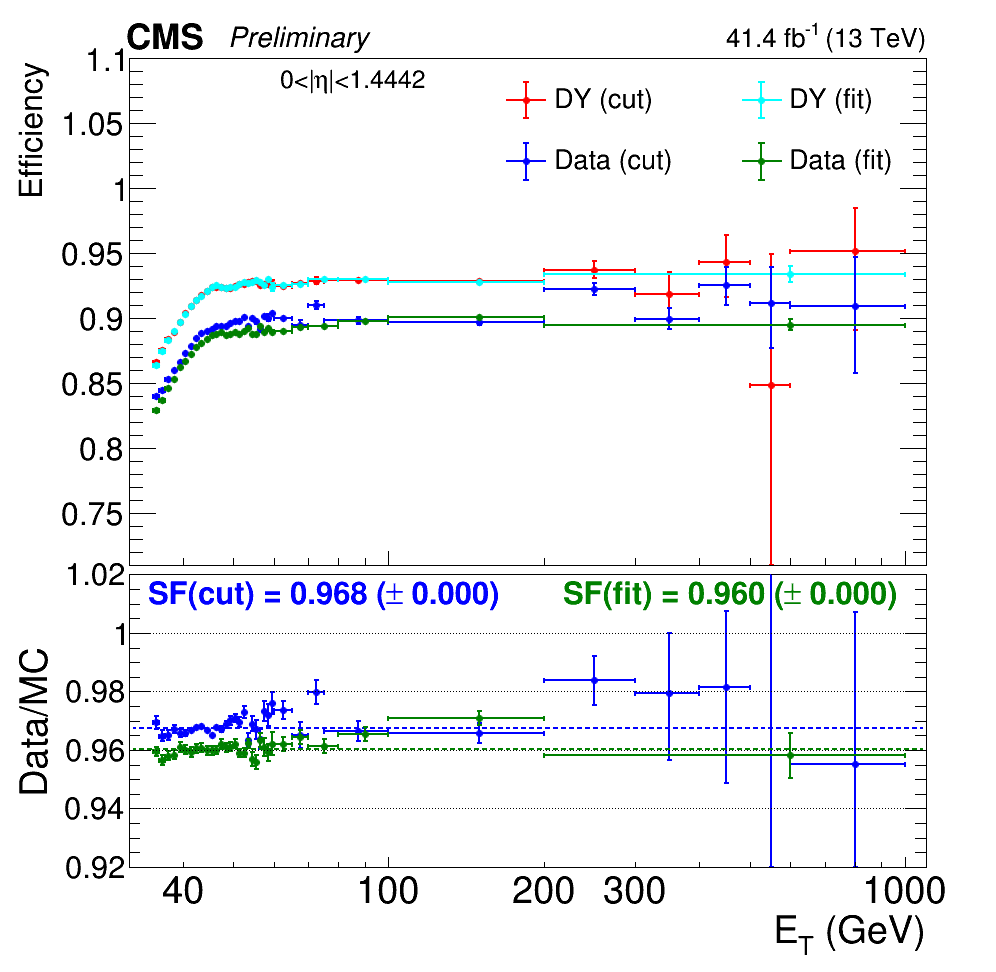 CMS Preliminary 41.4 fb⁻¹ (13 TeV)
0<|η|<1.4442
DY (cut) DY (fit)
Data (cut) Data (fit)
Efficiency
1.1
1.05
1
0.95
0.9
0.85
0.8
0.75
SF(cut) = 0.968 (± 0.000) SF(fit) = 0.960 (± 0.000)
Data/MC
1.02
1
0.98
0.96
0.94
0.92
40 100 200 300 1000
E_T (GeV)